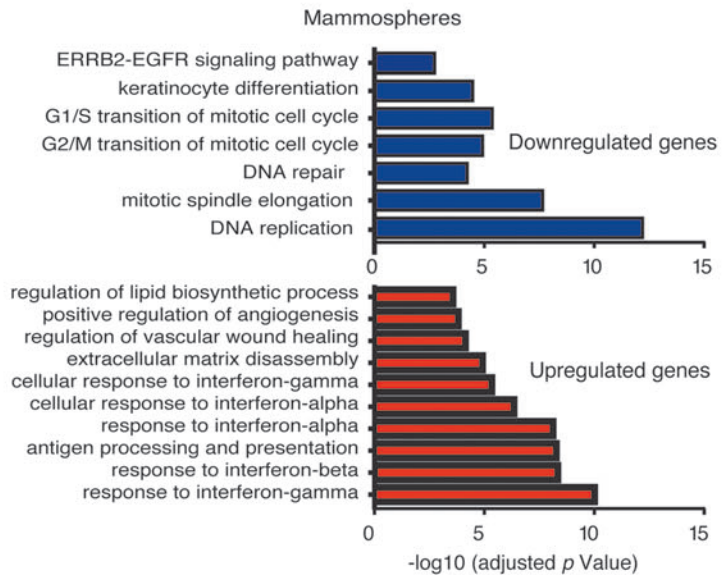 Mammospheres
ERRB2-EGFR signaling pathway
keratinocyte differentiation
G1/S transition of mitotic cell cycle
G2/M transition of mitotic cell cycle
DNA repair
mitotic spindle elongation
DNA replication
Downregulated genes
0 5 10 15
regulation of lipid biosynthetic process
positive regulation of angiogenesis
regulation of vascular wound healing
extracellular matrix disassembly
cellular response to interferon-gamma
cellular response to interferon-alpha
response to interferon-alpha
antigen processing and presentation
response to interferon-beta
response to interferon-gamma
Upregulated genes
0 5 10 15
-log10 (adjusted p Value)